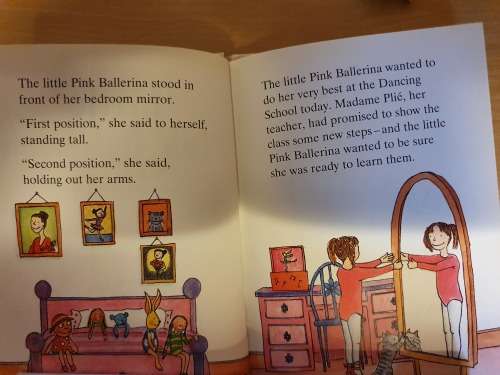 The little Pink Ballerina stood in
front of her bedroom mirror.
“First position,” she said to herself,
standing tall.
“Second position,” she said,
holding out her arms.
The little Pink Ballerina wanted to
do her very best at the Dancing
School today. Madame Plié, her
teacher, had promised to show the
class some new steps–and the little
Pink Ballerina wanted to be sure
she was ready to learn them.